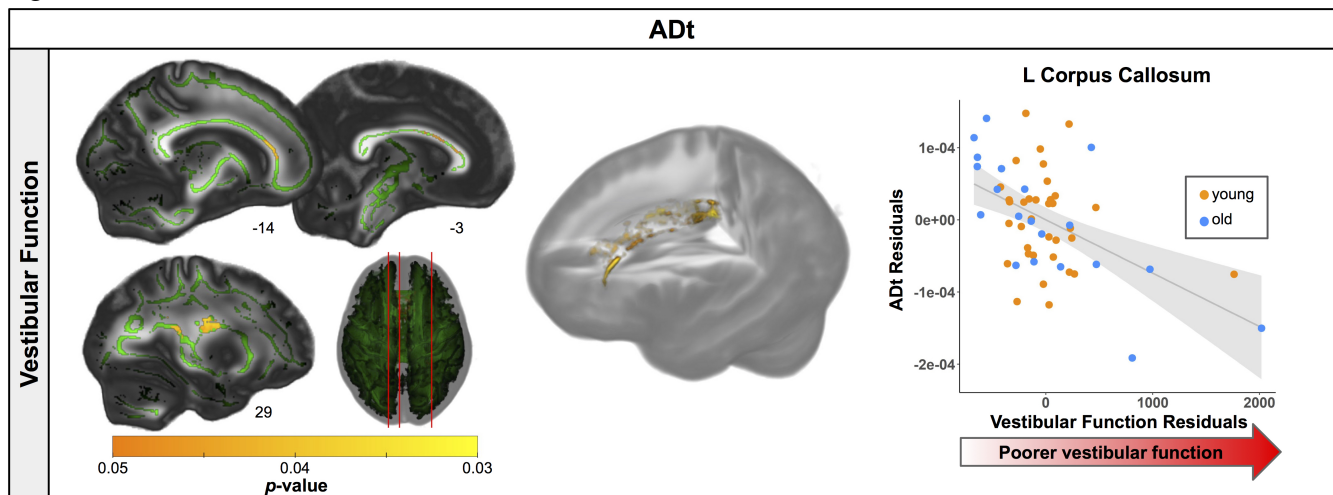 ADt
Vestibular Function
-14
-3
29
0.05
0.04
0.03
p-value
L Corpus Callosum
ADt Residuals
1e-04
0e+00
-1e-04
-2e-04
young
old
0
1000
2000
Vestibular Function Residuals
Poorer vestibular function